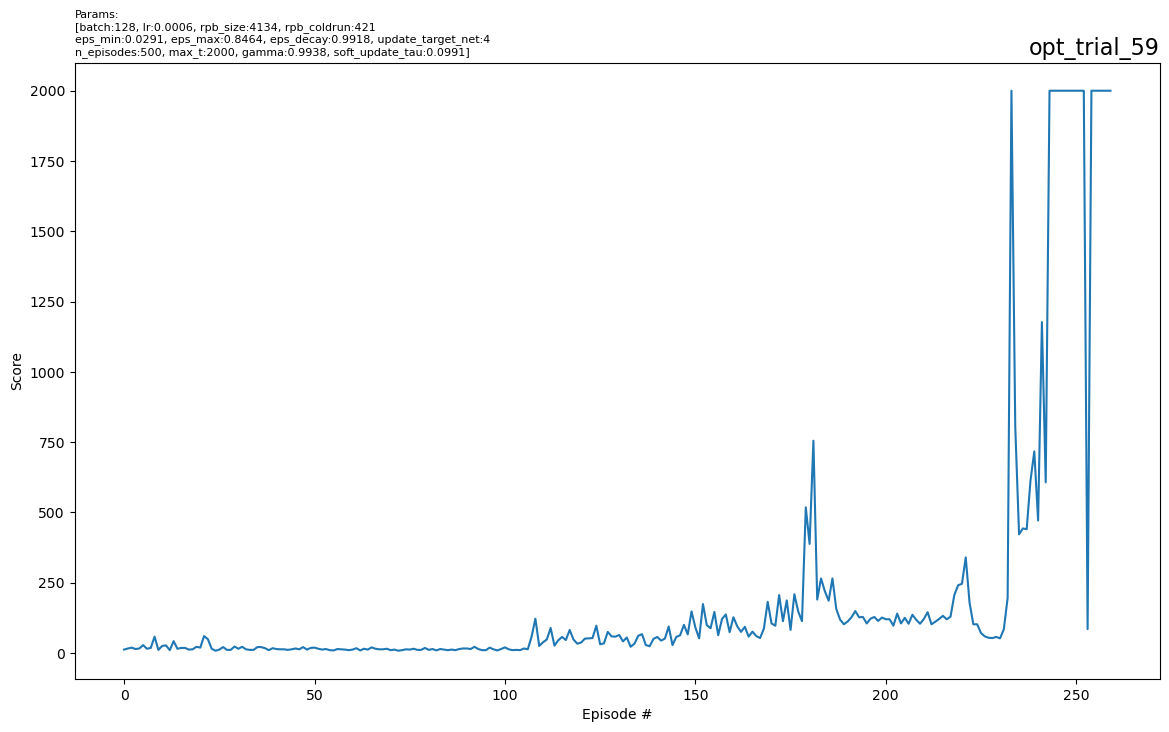 Params:
[batch:128, lr:0.0006, rpb_size:4134, rpb_coldrun:421
eps_min:0.0291, eps_max:0.8464, eps_decay:0.9918, update_target_net:4
n_episodes:500, max_t:2000, gamma:0.9938, soft_update_tau:0.0991]
opt_trial_59
2000
1750
1500
1250
1000
750
500
250
0
Score
0 50 100 150 200 250
Episode #